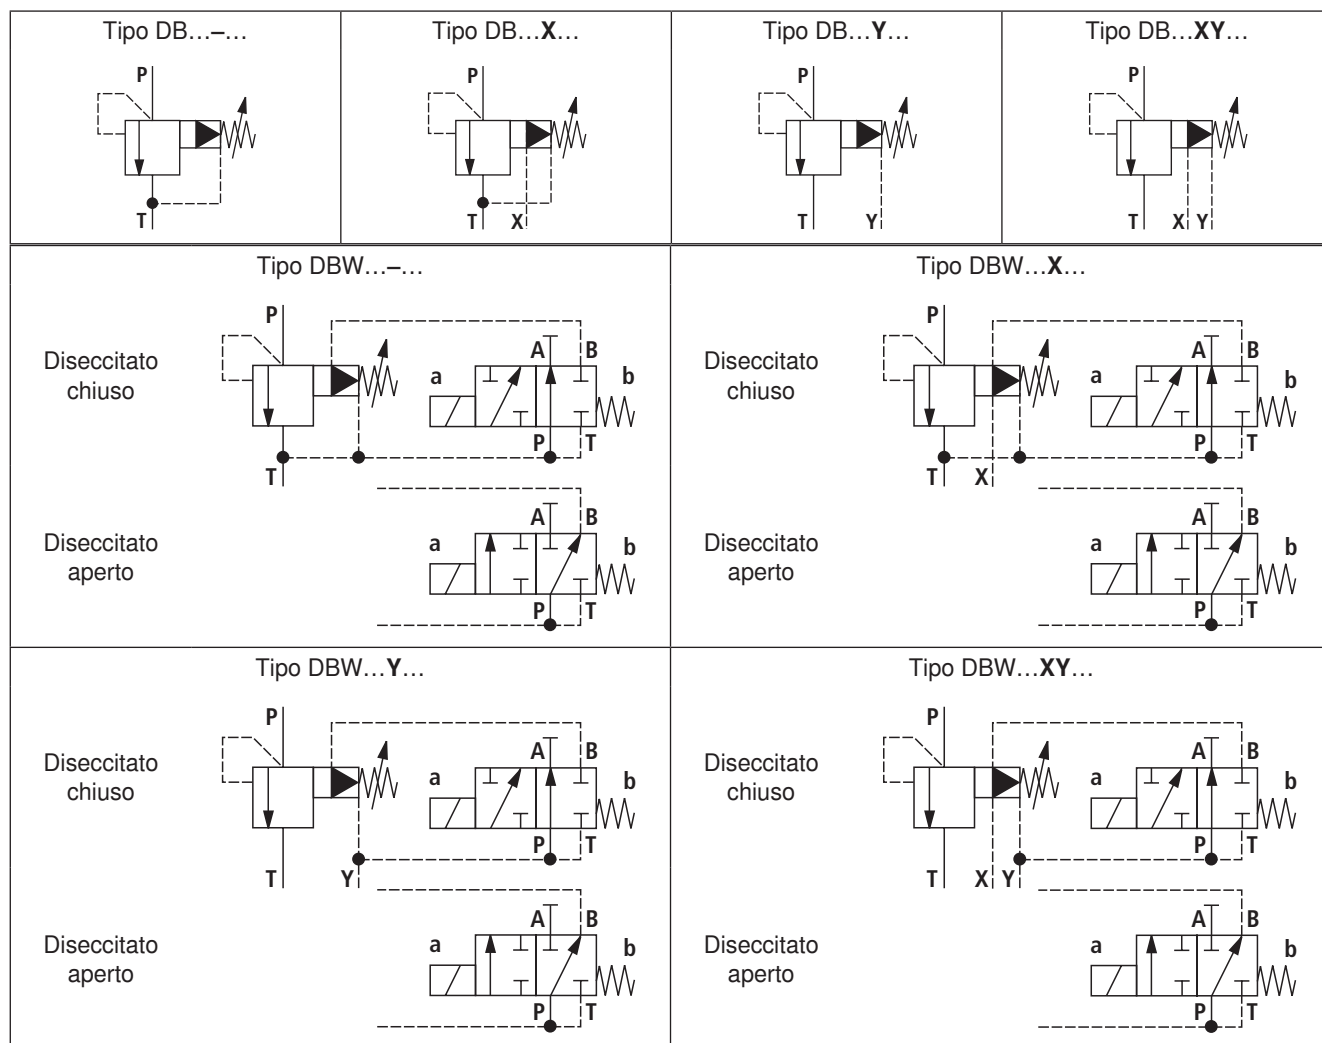 Tipo DB...–...
Tipo DB...X...
Tipo DB...Y...
Tipo DB...XY...
P
T
P
T
X
P
T
Y
P
T
X
Y
Tipo DBW...–...
Diseccitato
chiuso
P
T
a
A
B
b
P
T
Diseccitato
aperto
a
A
B
b
P
T
Tipo DBW...X...
Diseccitato
chiuso
P
T
X
a
A
B
b
P
T
Diseccitato
aperto
a
A
B
b
P
T
Tipo DBW...Y...
Diseccitato
chiuso
P
T
Y
a
A
B
b
P
T
Diseccitato
aperto
a
A
B
b
P
T
Tipo DBW...XY...
Diseccitato
chiuso
P
T
X
Y
a
A
B
b
P
T
Diseccitato
aperto
a
A
B
b
P
T